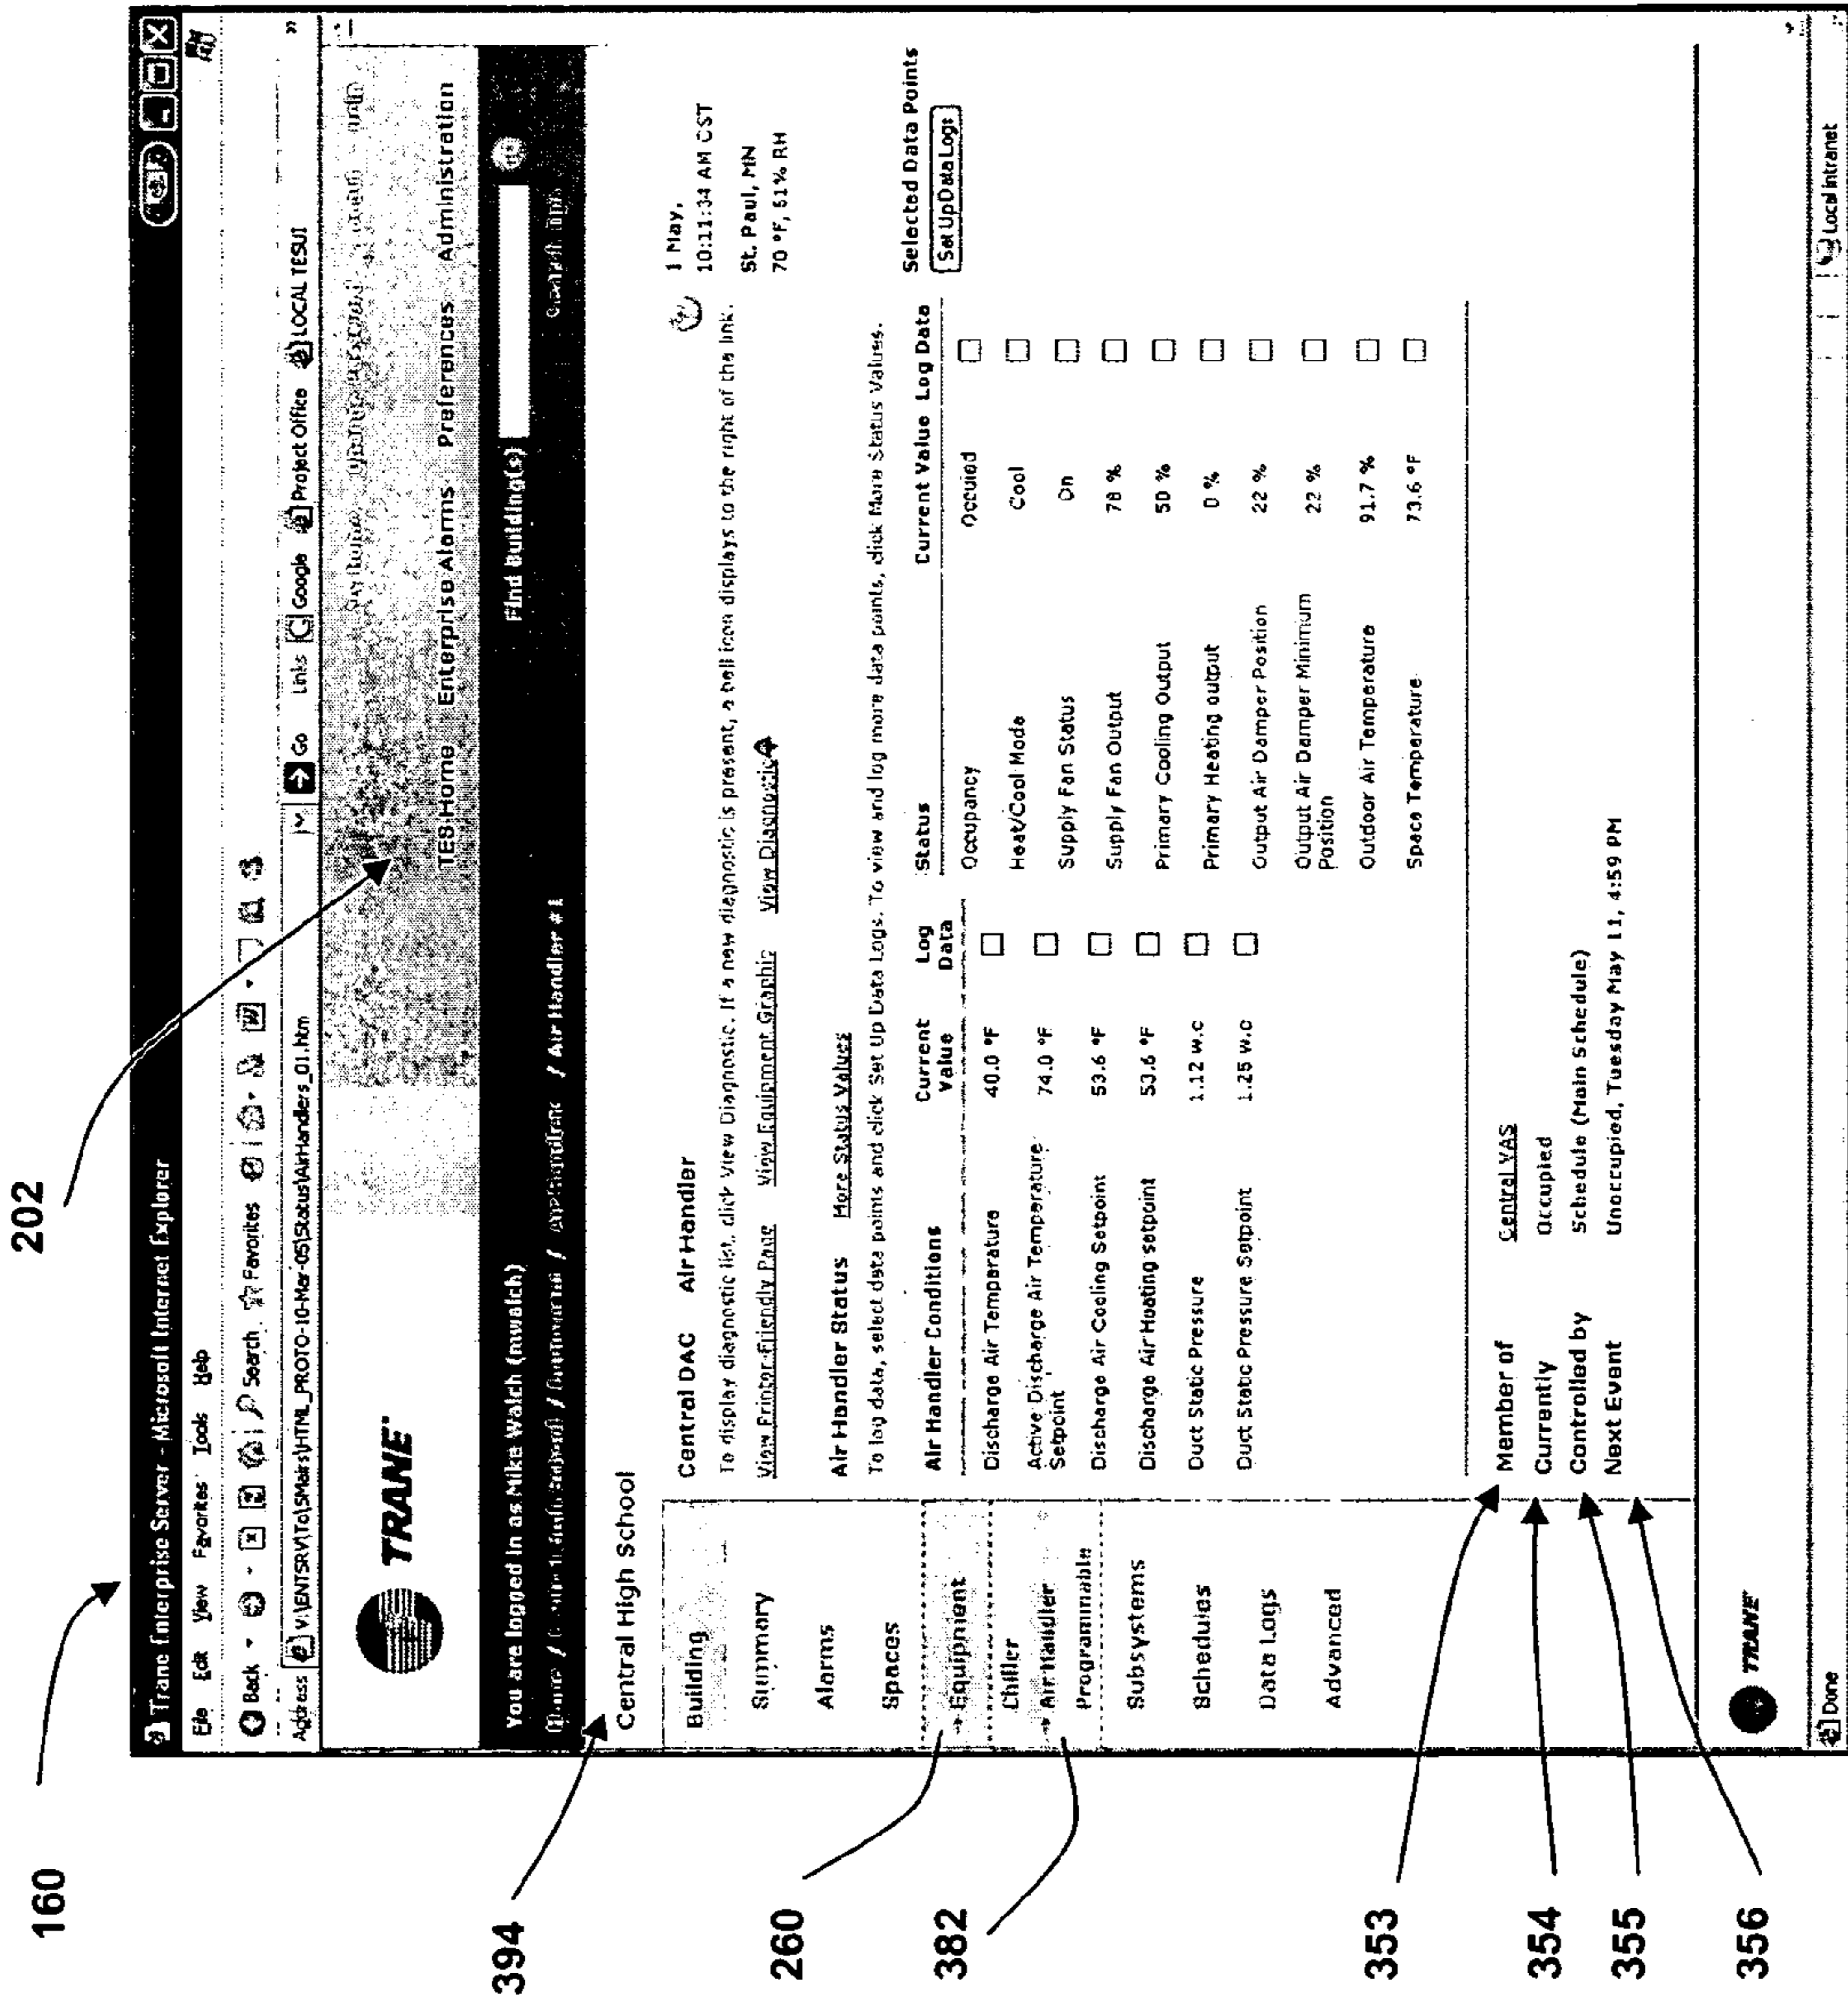 160
202
394
260
382
353
354
355
356
Trane Enterprise Server - Microsoft Internet Explorer
File Edit View Favorites Tools Help
Back Search Favorites
Address V:\ENTSRV\To\SMairs\HTML_PROTO-10-Mar-05\Status\AirHandlers_01.htm Go Links Google Project Office LOCAL TESUI
TRANE
TES Home Enterprise Alarms Preferences Administration
You are logged in as Mike Walch (mwalch) Find Building(s)
/ Air Handler #1
Central High School
Building
Summary
Alarms
Spaces
→ Equipment
Chiller
→ Air Handler
Programmable
Subsystems
Schedules
Data Logs
Advanced
Central DAC Air Handler
1 May,
10:11:34 AM CST
St. Paul, MN
70 °F, 51% RH
To display diagnostic list, click View Diagnostic. If a new diagnostic is present, a bell icon displays to the right of the link.
View Printer-Friendly Page View Equipment Graphic View Diagnostic
Air Handler Status More Status Values
To log data, select data points and click Set Up Data Logs. To view and log more data points, click More Status Values.
Selected Data Points
Set Up Data Logs
Air Handler Conditions Current Value Log Data
Discharge Air Temperature 40.0 °F
Active Discharge Air Temperature Setpoint 74.0 °F
Discharge Air Cooling Setpoint 53.6 °F
Discharge Air Heating setpoint 53.6 °F
Duct Static Pressure 1.12 w.c
Duct Static Pressure Setpoint 1.25 w.c
Status Current Value Log Data
Occupancy Occuied
Heat/Cool Mode Cool
Supply Fan Status On
Supply Fan Output 78 %
Primary Cooling Output 50 %
Primary Heating output 0 %
Output Air Damper Position 22 %
Output Air Damper Minimum Position 22 %
Outdoor Air Temperature 91.7 %
Space Temperature 73.6 °F
Member of Central VAS
Currently Occupied
Controlled by Schedule (Main Schedule)
Next Event Unoccupied, Tuesday May 11, 4:59 PM
TRANE
Done Local intranet